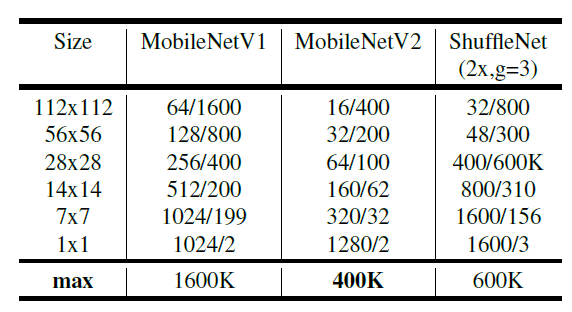 Size MobileNetV1 MobileNetV2 ShuffleNet
(2x,g=3)
112x112 64/1600 16/400 32/800
56x56 128/800 32/200 48/300
28x28 256/400 64/100 400/600K
14x14 512/200 160/62 800/310
7x7 1024/199 320/32 1600/156
1x1 1024/2 1280/2 1600/3
max 1600K 400K 600K